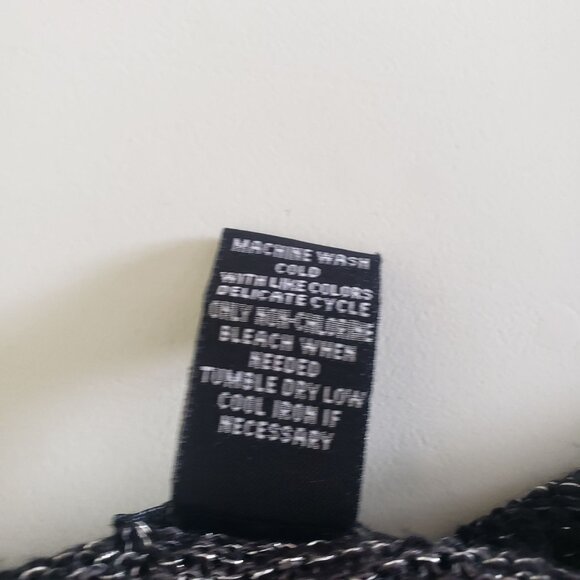 MACHINE WASH
COLD
WITH LIKE COLORS
DELICATE CYCLE
ONLY NON-CHLORINE
BLEACH WHEN
NEEDED
TUMBLE DRY LOW
COOL IRON IF
NECESSARY